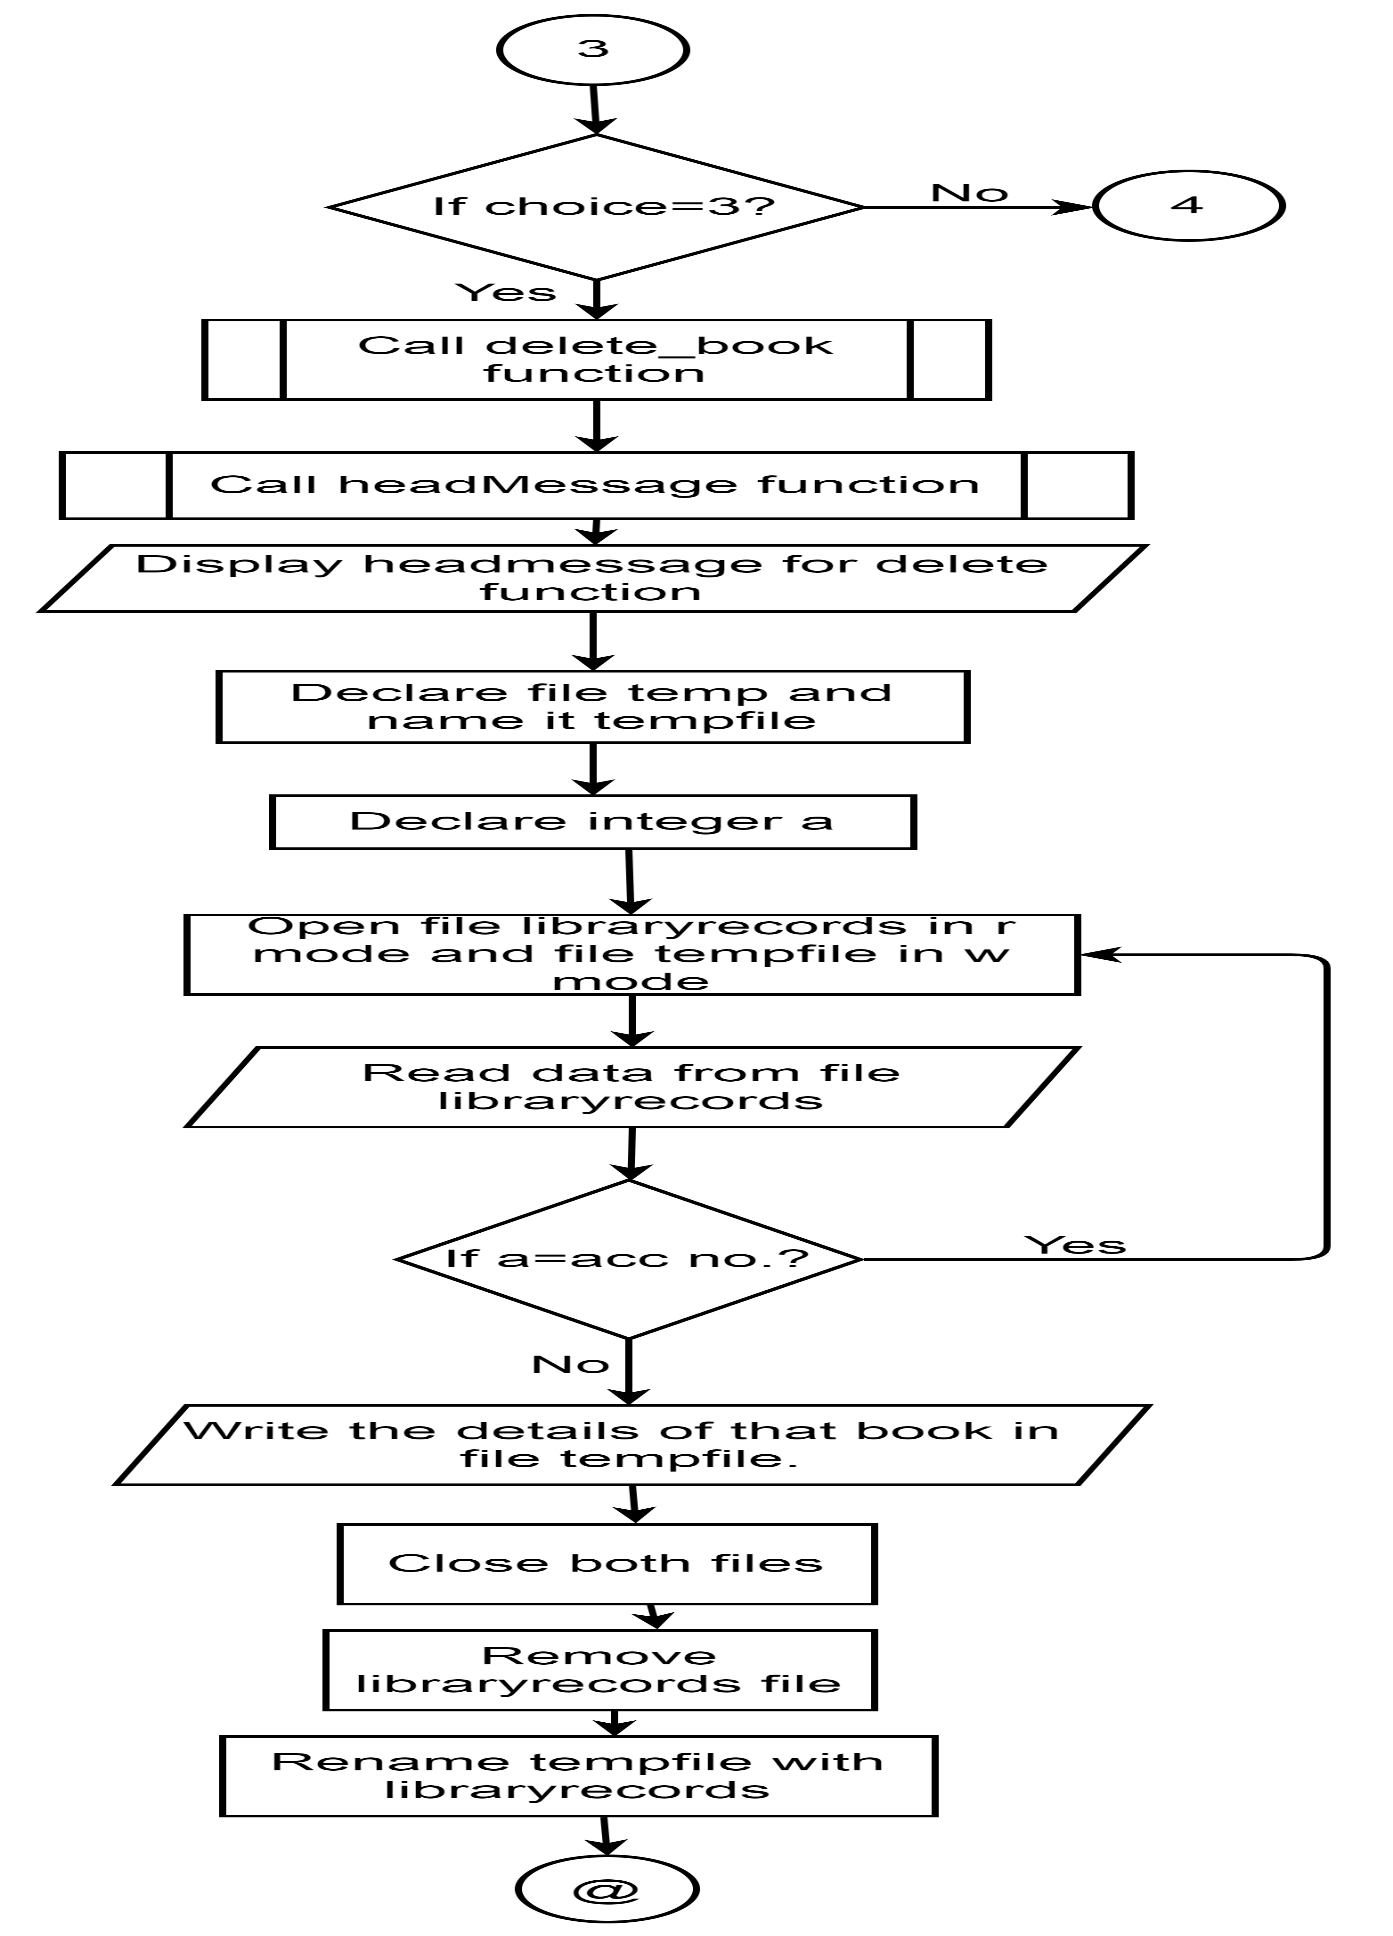 3
If choice=3?
No
4
Yes
Call delete_book
function
Call headMessage function
Display headmessage for delete
function
Declare file temp and
name it tempfile
Declare integer a
Open file libraryrecords in r
mode and file tempfile in w
mode
Read data from file
libraryrecords
If a=acc no.?
Yes
No
Write the details of that book in
file tempfile.
Close both files
Remove
libraryrecords file
Rename tempfile with
libraryrecords
@